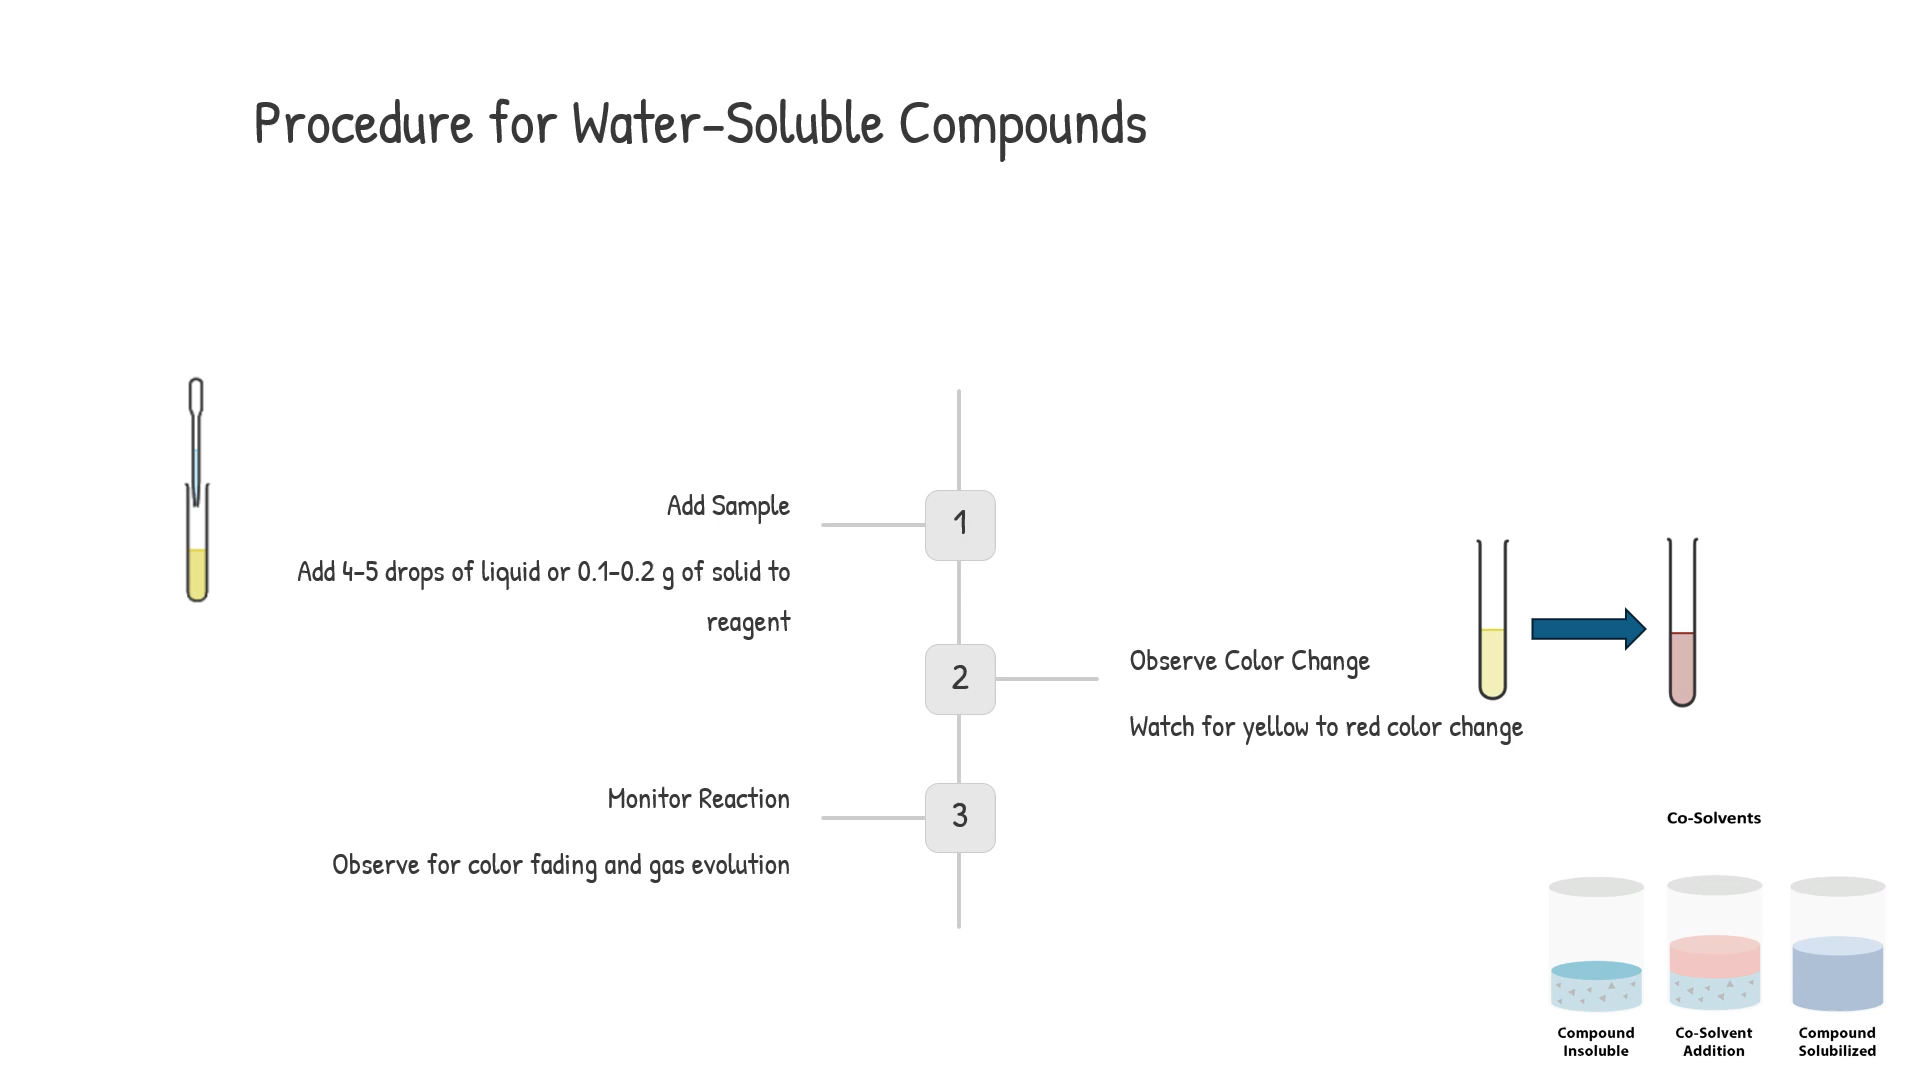 Procedure for Water-Soluble Compounds
1
Add Sample
Add 4-5 drops of liquid or 0.1-0.2 g of solid to
reagent
2
Observe Color Change
Watch for yellow to red color change
3
Monitor Reaction
Observe for color fading and gas evolution
Co-Solvents
Compound
Insoluble
Co-Solvent
Addition
Compound
Solubilized